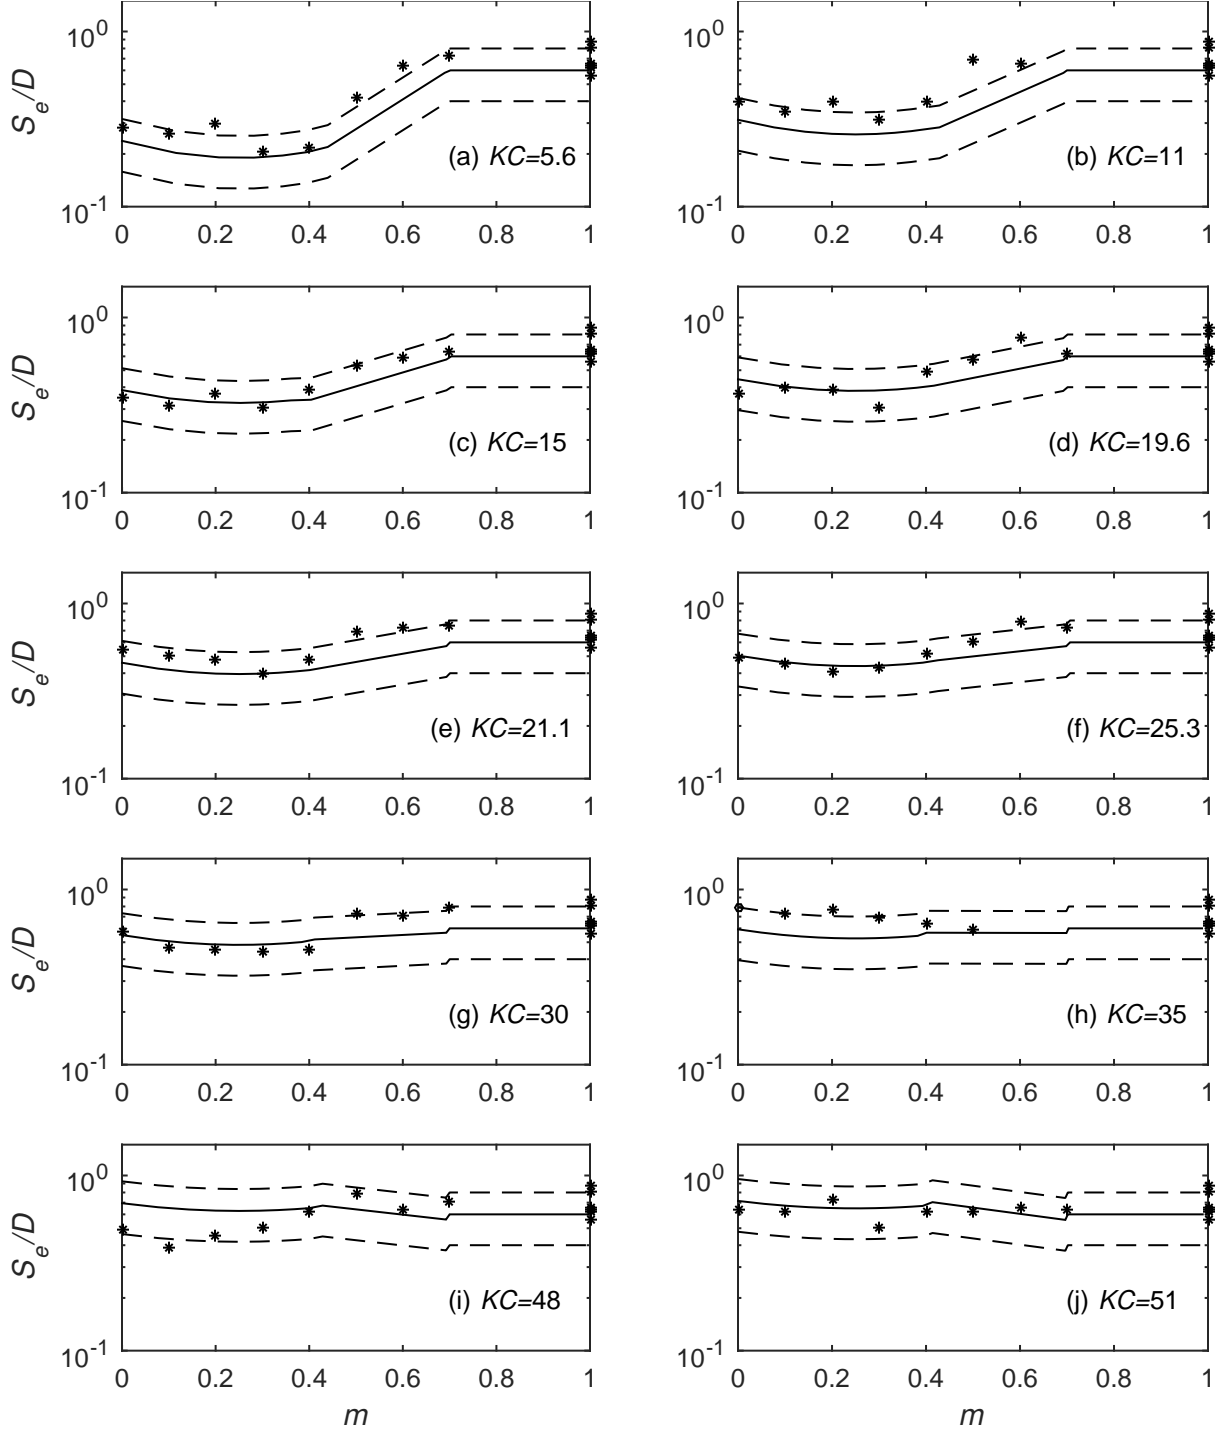 10^0
S_e/D
(a) KC=5.6
10^-1
0 0.2 0.4 0.6 0.8 1
10^0
(b) KC=11
10^-1
0 0.2 0.4 0.6 0.8 1
10^0
S_e/D
(c) KC=15
10^-1
0 0.2 0.4 0.6 0.8 1
10^0
(d) KC=19.6
10^-1
0 0.2 0.4 0.6 0.8 1
10^0
S_e/D
(e) KC=21.1
10^-1
0 0.2 0.4 0.6 0.8 1
10^0
(f) KC=25.3
10^-1
0 0.2 0.4 0.6 0.8 1
10^0
S_e/D
(g) KC=30
10^-1
0 0.2 0.4 0.6 0.8 1
10^0
(h) KC=35
10^-1
0 0.2 0.4 0.6 0.8 1
10^0
S_e/D
(i) KC=48
10^-1
0 0.2 0.4 0.6 0.8 1
m
10^0
(j) KC=51
10^-1
0 0.2 0.4 0.6 0.8 1
m